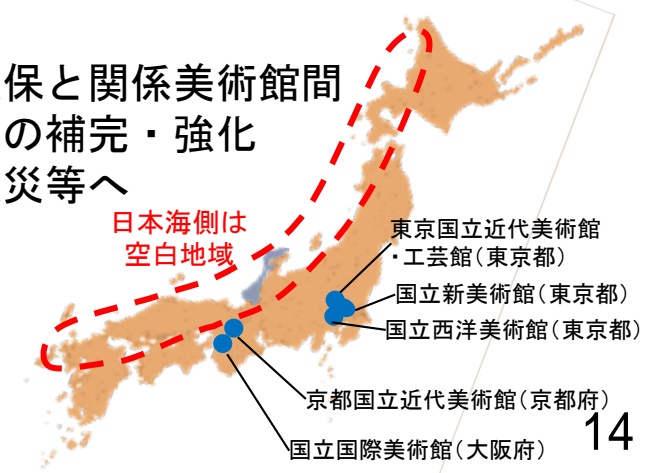 保と関係美術館間
の補完・強化
災等へ
日本海側は
空白地域
東京国立近代美術館
・工芸館(東京都)
国立新美術館(東京都)
国立西洋美術館(東京都)
京都国立近代美術館(京都府)
国立国際美術館(大阪府)
14